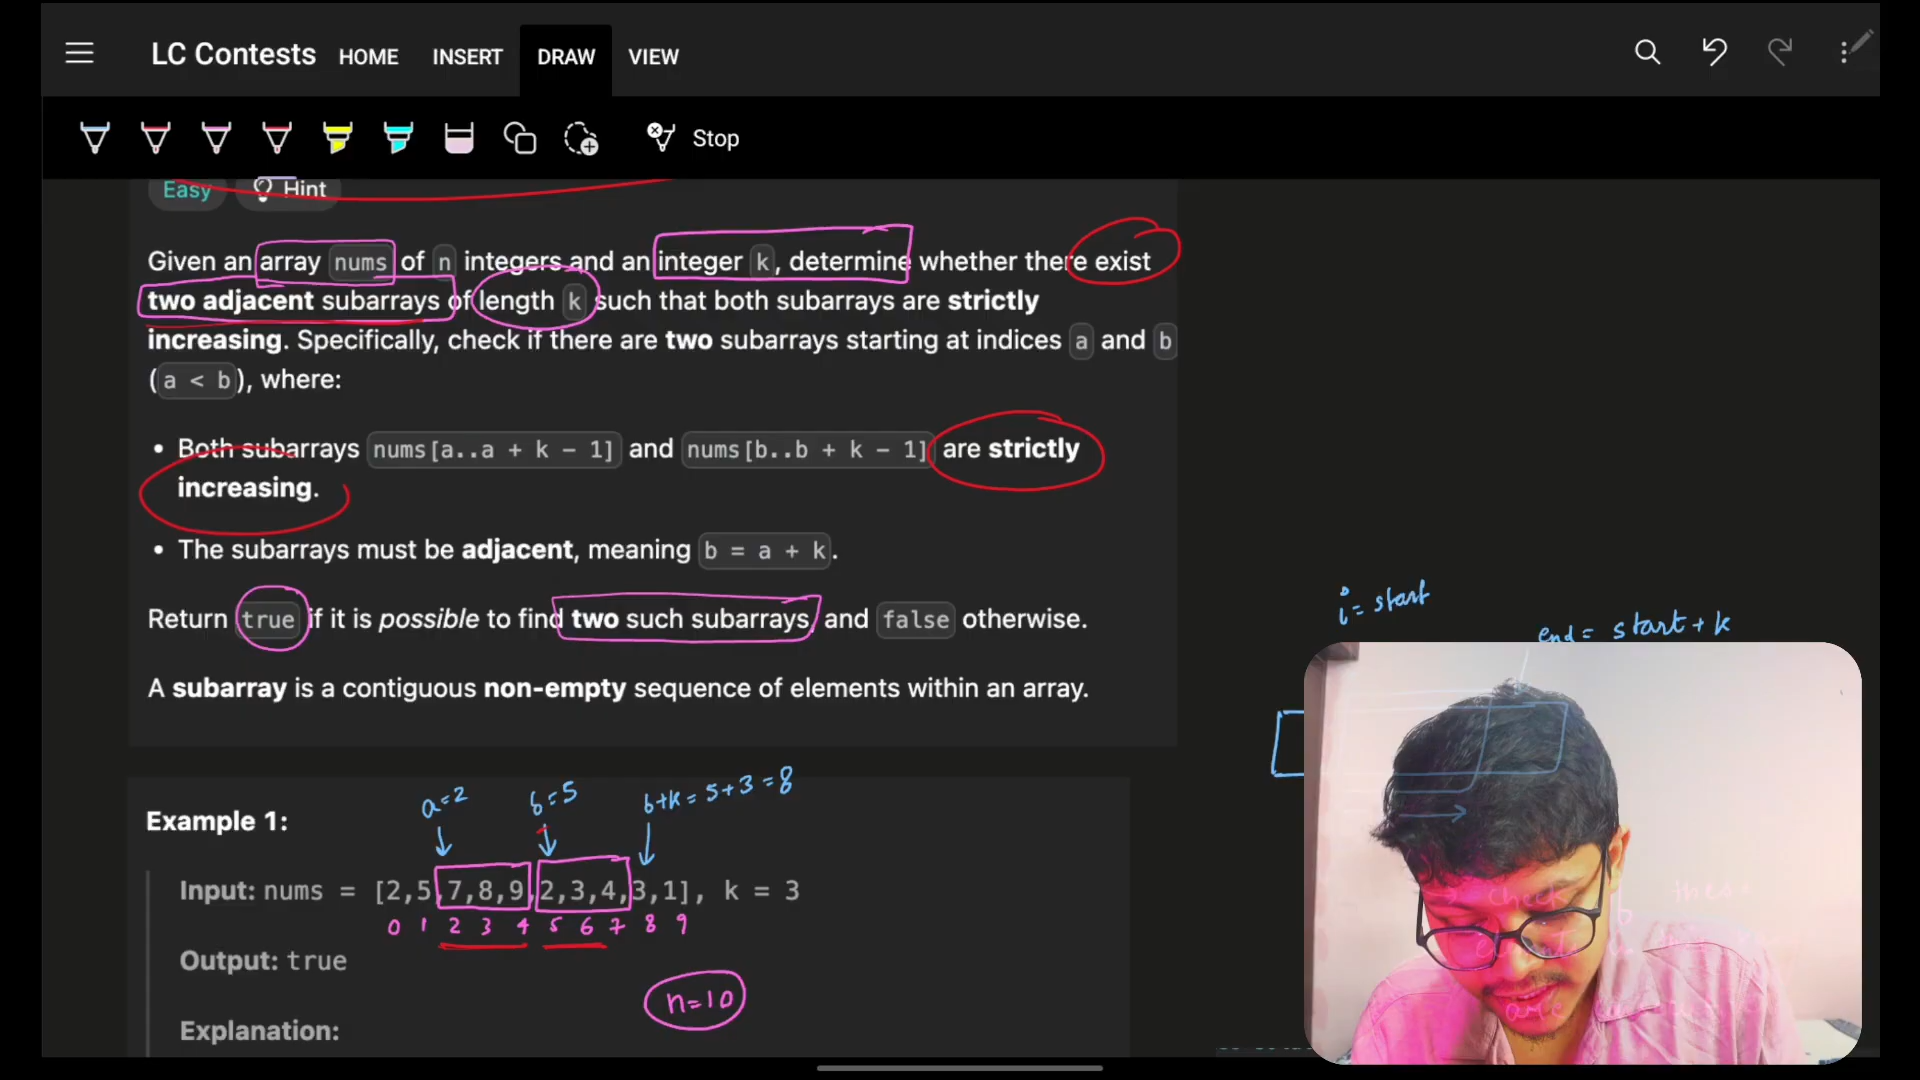 LC Contests HOME INSERT DRAW VIEW
Stop
Easy Hint
Given an array nums of n integers and an integer k, determine whether there exist
two adjacent subarrays of length k such that both subarrays are strictly
increasing. Specifically, check if there are two subarrays starting at indices a and b
(a < b), where:
• Both subarrays nums[a..a + k - 1] and nums[b..b + k - 1] are strictly
increasing.
• The subarrays must be adjacent, meaning b = a + k.
Return true if it is possible to find two such subarrays, and false otherwise.
A subarray is a contiguous non-empty sequence of elements within an array.
i= start
end= start+k
a=2 b=5 b+k= 5+3=8
Example 1:
Input: nums = [2,5,7,8,9,2,3,4,3,1], k = 3
0 1 2 3 4 5 6 7 8 9
Output: true
n=10
Explanation:
check
are